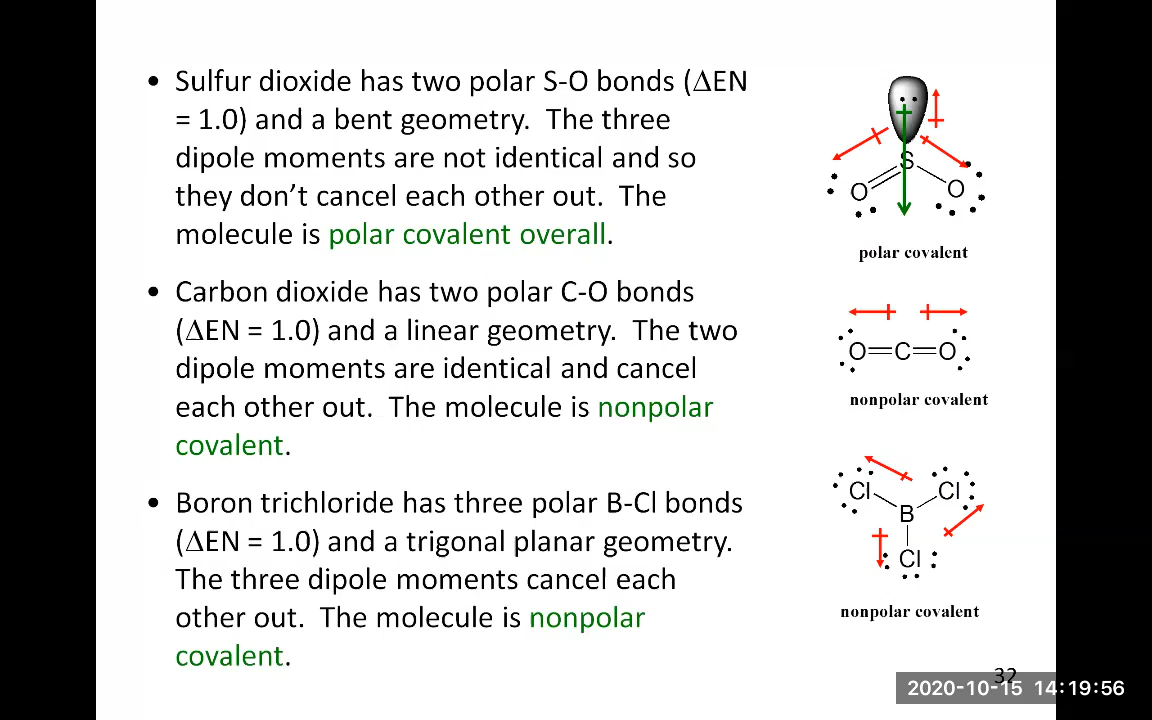 • Sulfur dioxide has two polar S-O bonds (ΔEN
= 1.0) and a bent geometry.  The three
dipole moments are not identical and so
they don’t cancel each other out.  The
molecule is polar covalent overall.
S
O
O
polar covalent
• Carbon dioxide has two polar C-O bonds
(ΔEN = 1.0) and a linear geometry.  The two
dipole moments are identical and cancel
each other out.  The molecule is nonpolar
covalent.
O=C=O
nonpolar covalent
• Boron trichloride has three polar B-Cl bonds
(ΔEN = 1.0) and a trigonal planar geometry.
The three dipole moments cancel each
other out.  The molecule is nonpolar
covalent.
Cl Cl
B
Cl
nonpolar covalent
32
2020-10-15 14:19:56